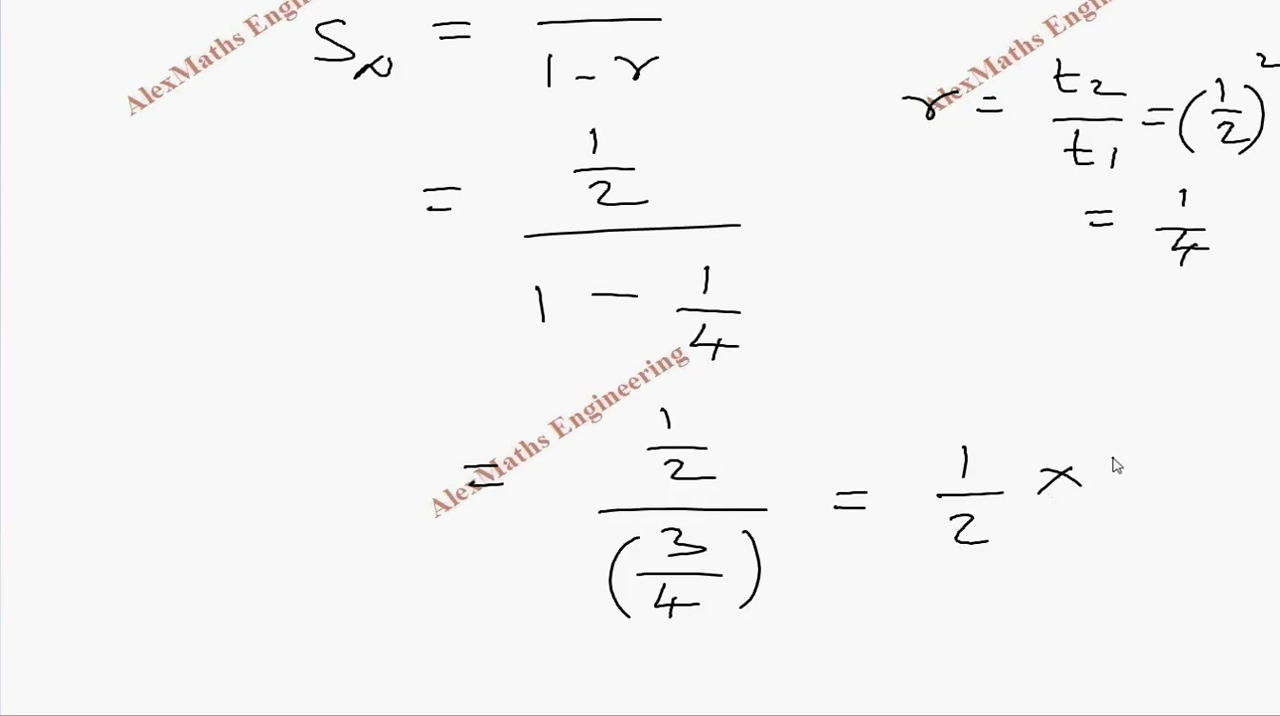 S∞ = ―― / 1 - r
r = t2/t1 = (1/2)^2
= 1/2 / 1 - 1/4
= 1/4
= 1/2 / (3/4) = 1/2 ×
AlexMaths Engineering